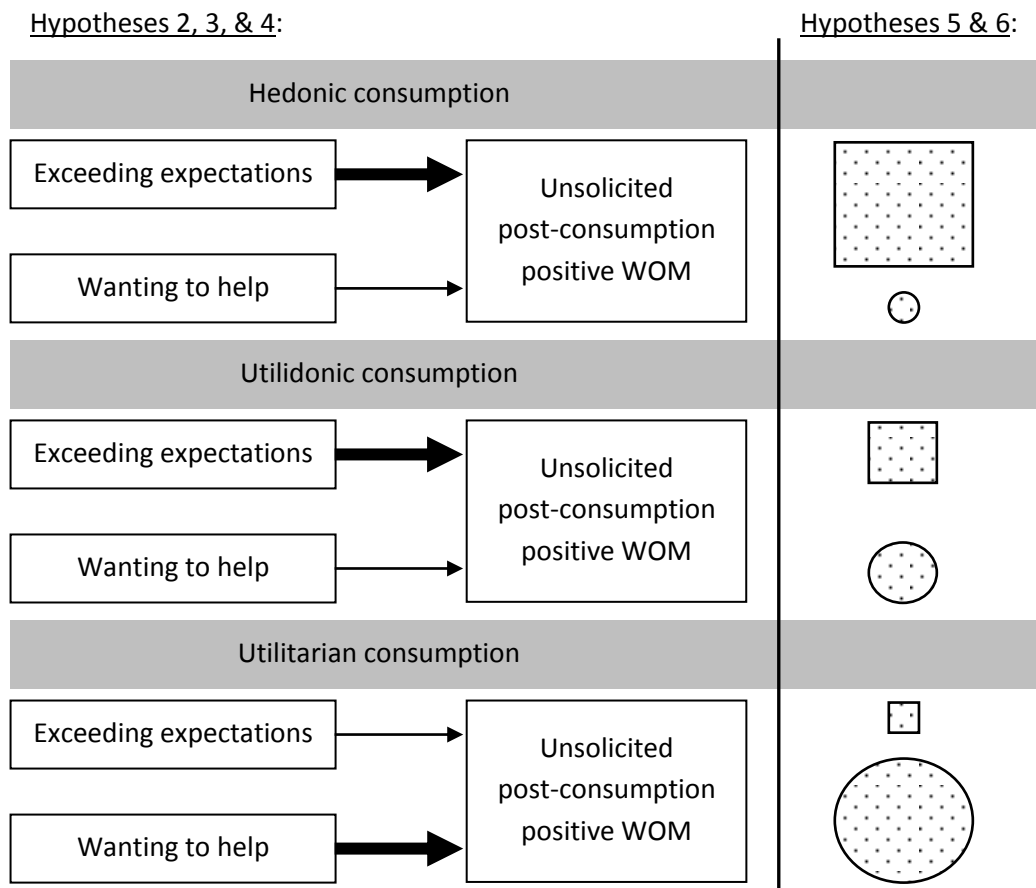 Hypotheses 2, 3, & 4:
Hypotheses 5 & 6:
Hedonic consumption
Exceeding expectations
Unsolicited
post-consumption
positive WOM
Wanting to help
Utilidonic consumption
Exceeding expectations
Unsolicited
post-consumption
positive WOM
Wanting to help
Utilitarian consumption
Exceeding expectations
Unsolicited
post-consumption
positive WOM
Wanting to help